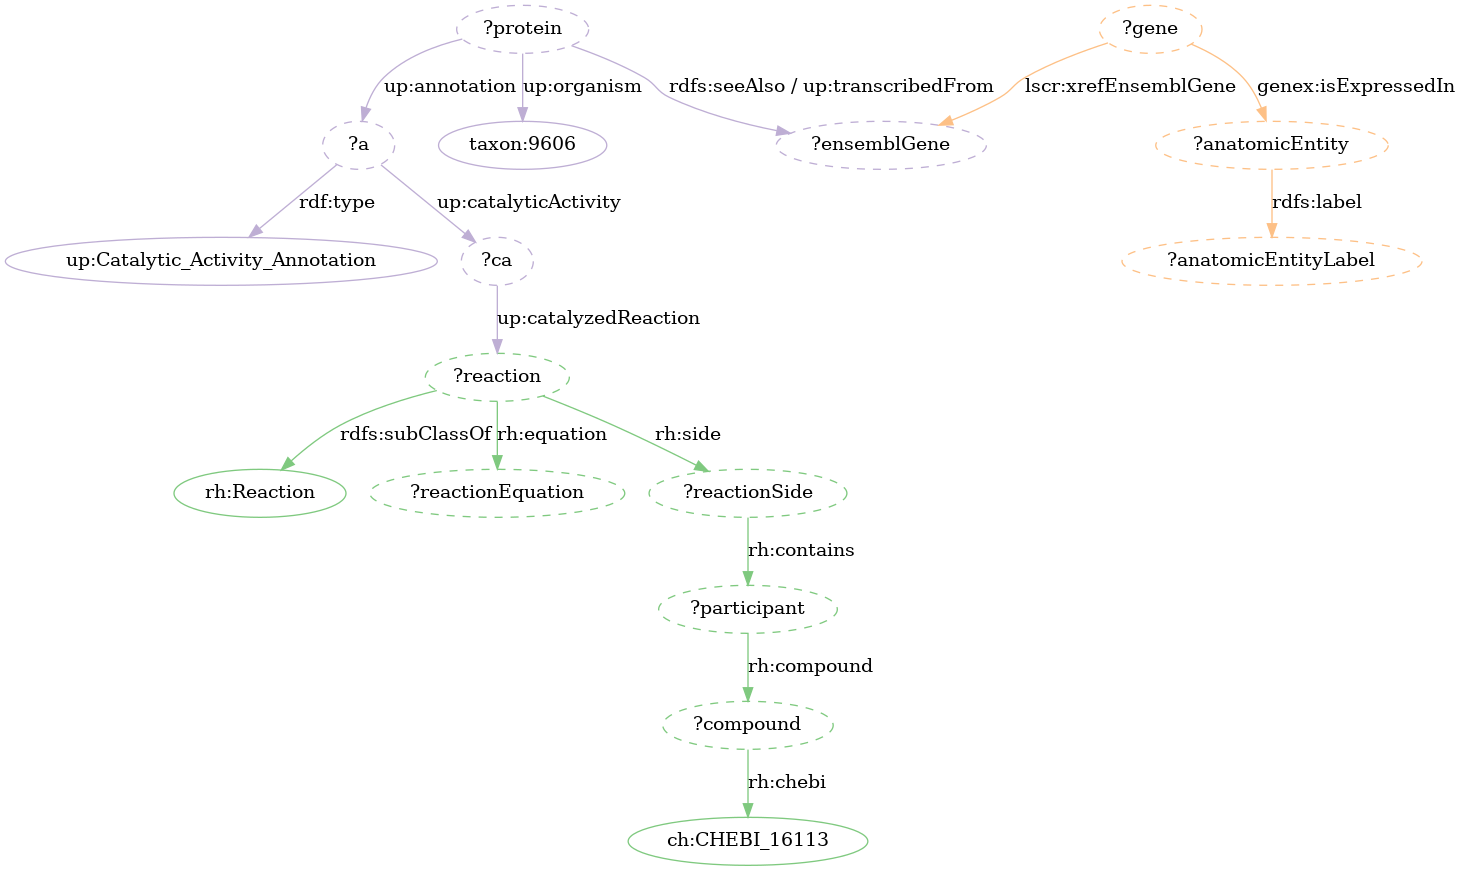 ?protein
?gene
up:annotation
up:organism
rdfs:seeAlso / up:transcribedFrom
lscr:xrefEnsemblGene
genex:isExpressedIn
?a
taxon:9606
?ensemblGene
?anatomicEntity
rdf:type
up:catalyticActivity
rdfs:label
up:Catalytic_Activity_Annotation
?ca
?anatomicEntityLabel
up:catalyzedReaction
?reaction
rdfs:subClassOf
rh:equation
rh:side
rh:Reaction
?reactionEquation
?reactionSide
rh:contains
?participant
rh:compound
?compound
rh:chebi
ch:CHEBI_16113